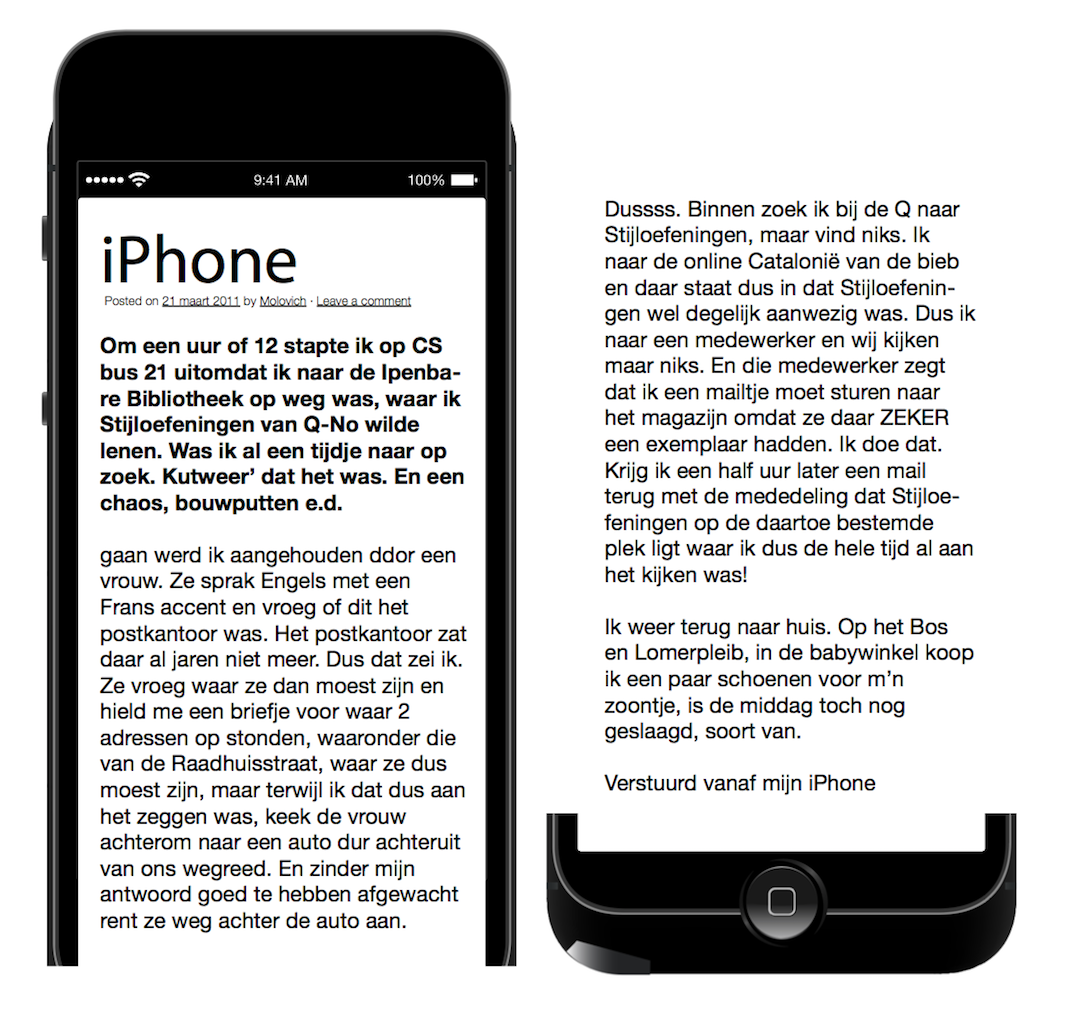 9:41 AM
100%
iPhone
Posted on 21 maart 2011 by Molovich · Leave a comment
Om een uur of 12 stapte ik op CS
bus 21 uitomdat ik naar de Ipenba-
re Bibliotheek op weg was, waar ik
Stijloefeningen van Q-No wilde
lenen. Was ik al een tijdje naar op
zoek. Kutweer’ dat het was. En een
chaos, bouwputten e.d.
gaan werd ik aangehouden ddor een
vrouw. Ze sprak Engels met een
Frans accent en vroeg of dit het
postkantoor was. Het postkantoor zat
daar al jaren niet meer. Dus dat zei ik.
Ze vroeg waar ze dan moest zijn en
hield me een briefje voor waar 2
adressen op stonden, waaronder die
van de Raadhuisstraat, waar ze dus
moest zijn, maar terwijl ik dat dus aan
het zeggen was, keek de vrouw
achterom naar een auto dur achteruit
van ons wegreed. En zinder mijn
antwoord goed te hebben afgewacht
rent ze weg achter de auto aan.
Dussss. Binnen zoek ik bij de Q naar
Stijloefeningen, maar vind niks. Ik
naar de online Catalonië van de bieb
en daar staat dus in dat Stijloefenin-
gen wel degelijk aanwezig was. Dus ik
naar een medewerker en wij kijken
maar niks. En die medewerker zegt
dat ik een mailtje moet sturen naar
het magazijn omdat ze daar ZEKER
een exemplaar hadden. Ik doe dat.
Krijg ik een half uur later een mail
terug met de mededeling dat Stijloe-
feningen op de daartoe bestemde
plek ligt waar ik dus de hele tijd al aan
het kijken was!
Ik weer terug naar huis. Op het Bos
en Lomerpleib, in de babywinkel koop
ik een paar schoenen voor m’n
zoontje, is de middag toch nog
geslaagd, soort van.
Verstuurd vanaf mijn iPhone